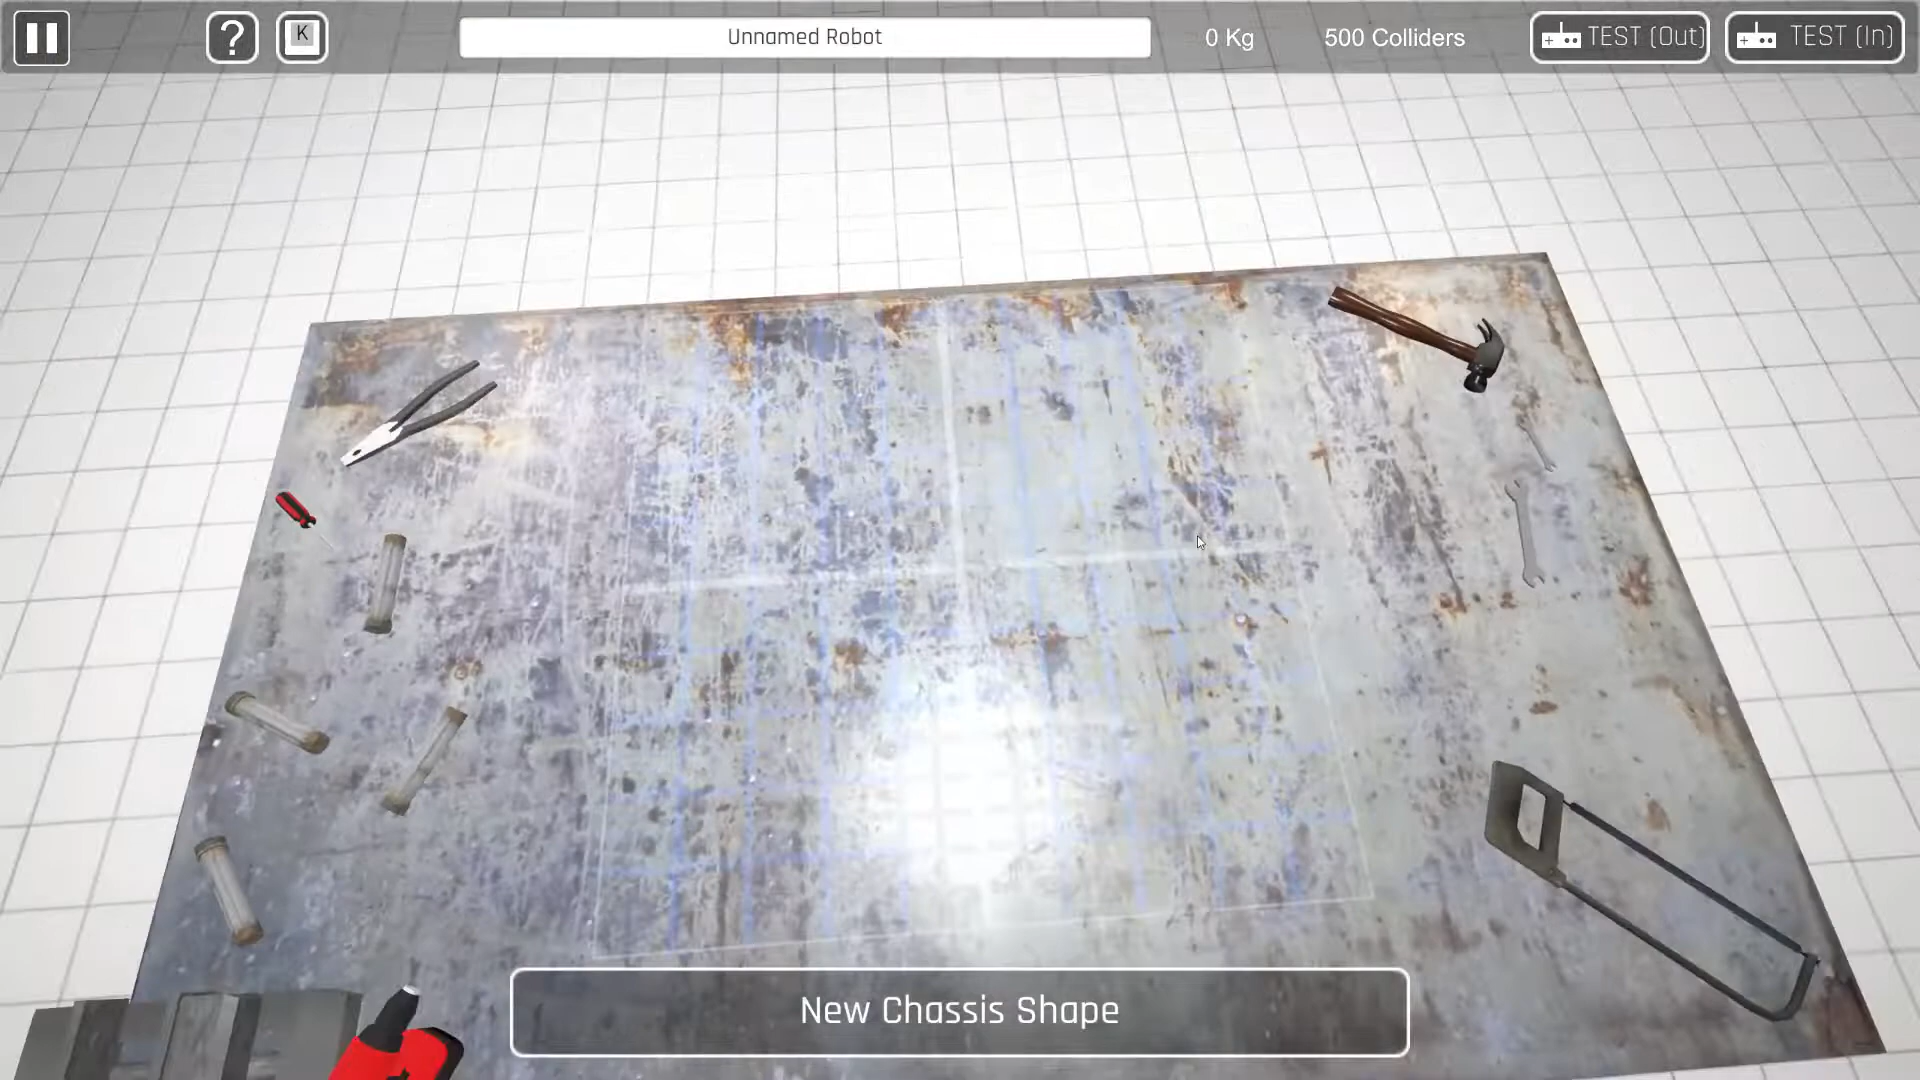 ?
K
Unnamed Robot
0 Kg
500 Colliders
TEST (Out)
TEST (In)
New Chassis Shape